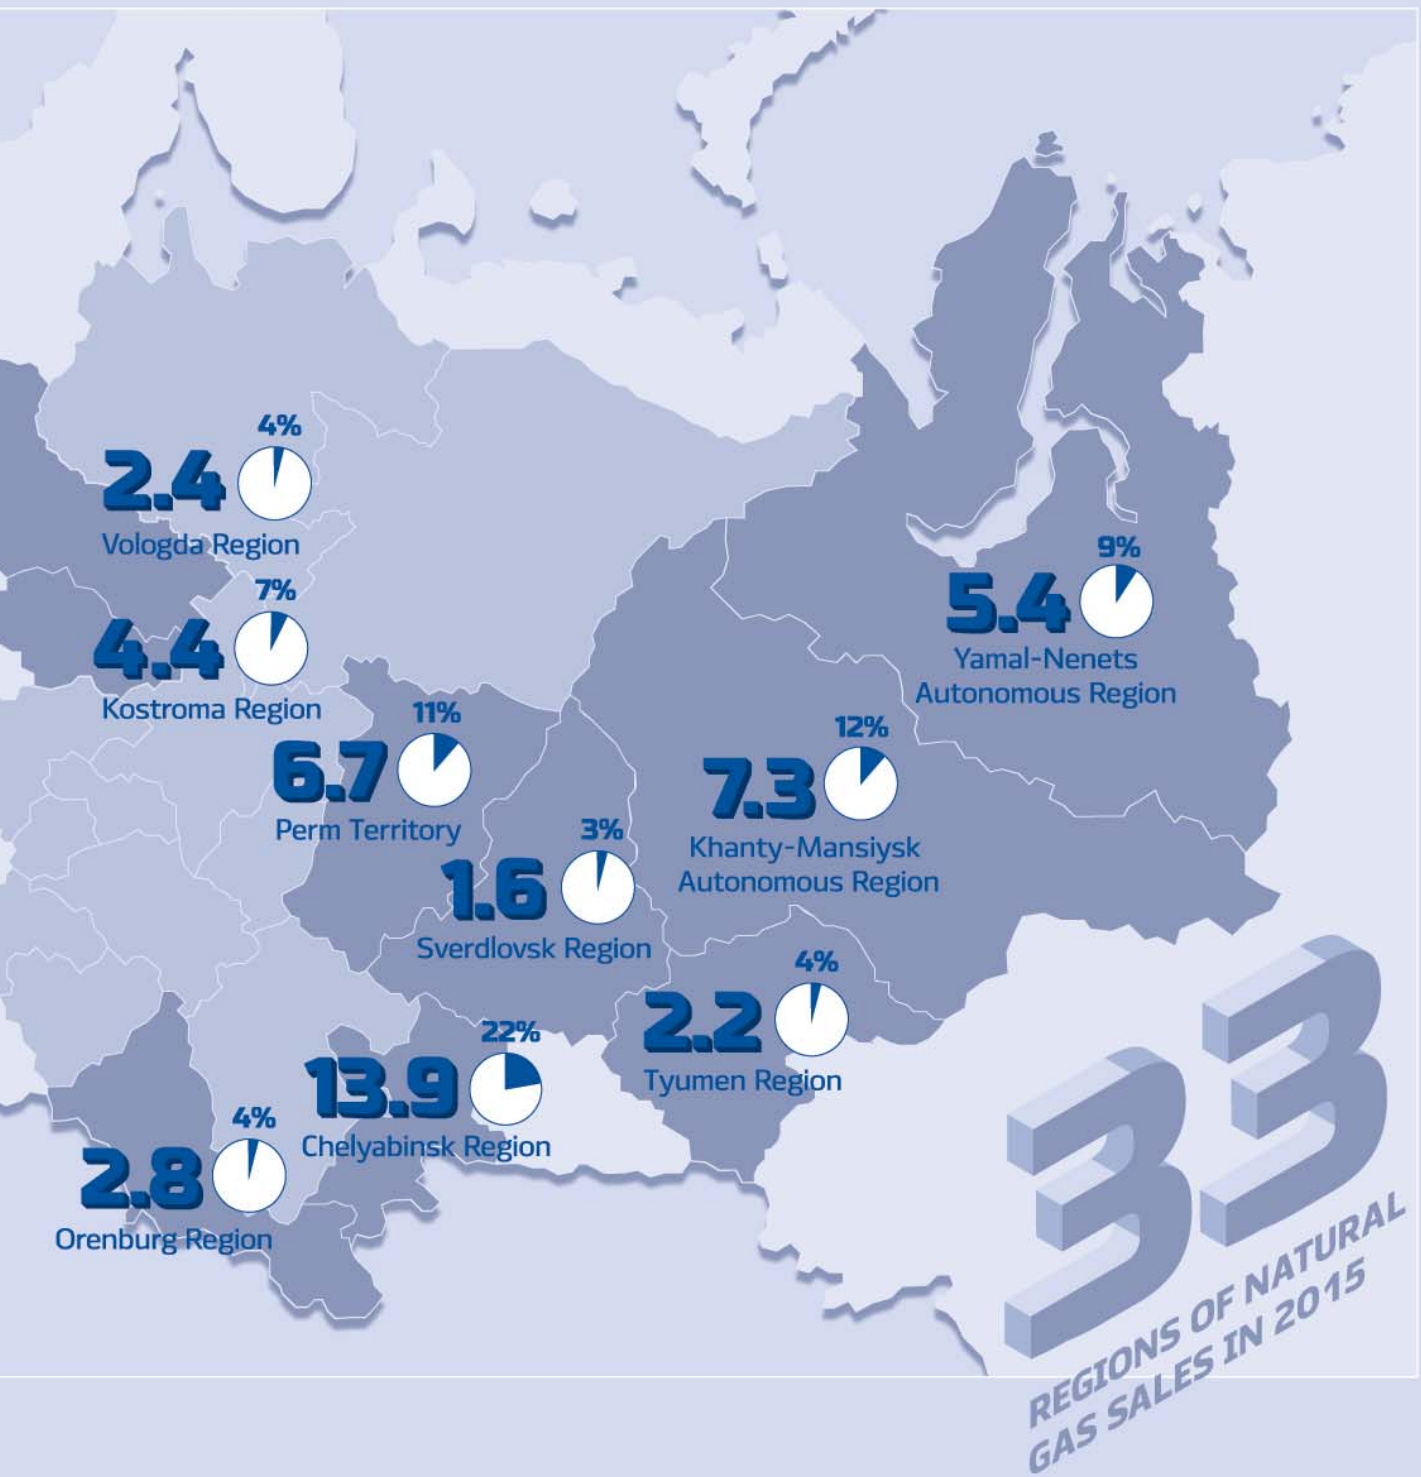 4%
2.4
Vologda Region
7%
4.4
Kostroma Region
11%
6.7
Perm Territory
3%
1.6
Sverdlovsk Region
12%
7.3
Khanty-Mansiysk
Autonomous Region
9%
5.4
Yamal-Nenets
Autonomous Region
4%
2.2
Tyumen Region
22%
13.9
Chelyabinsk Region
4%
2.8
Orenburg Region
33
REGIONS OF NATURAL
GAS SALES IN 2015